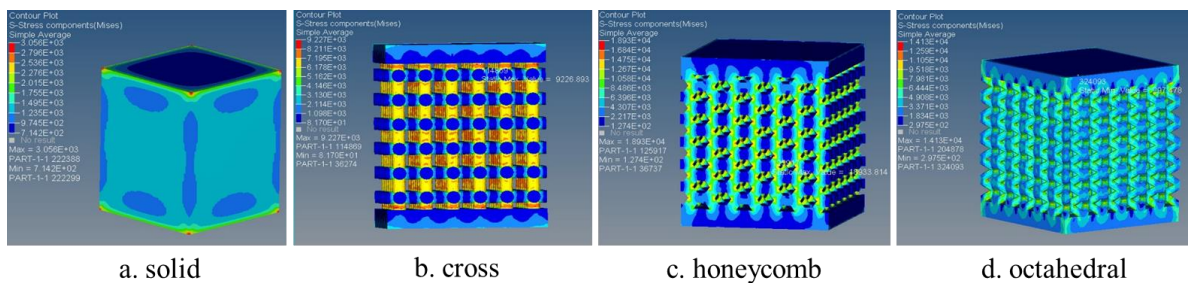 Contour Plot
S-Stress components(Mises)
Simple Average
3.056E+03
2.796E+03
2.536E+03
2.276E+03
2.015E+03
1.755E+03
1.495E+03
1.235E+03
9.745E+02
7.142E+02
No result
Max = 3.056E+03
PART-1-1 222388
Min = 7.142E+02
PART-1-1 222299
Contour Plot
S-Stress components(Mises)
Simple Average
9.227E+03
8.211E+03
7.195E+03
6.178E+03
5.162E+03
4.146E+03
3.130E+03
2.114E+03
1.098E+03
8.170E+01
No result
Max = 9.227E+03
PART-1-1 114869
Min = 8.170E+01
PART-1-1 36274
9226.893
Contour Plot
S-Stress components(Mises)
Simple Average
1.893E+04
1.684E+04
1.475E+04
1.267E+04
1.058E+04
8.486E+03
6.396E+03
4.307E+03
2.217E+03
1.274E+02
No result
Max = 1.893E+04
PART-1-1 125917
Min = 1.274E+02
PART-1-1 36737
Contour Plot
S-Stress components(Mises)
Simple Average
1.413E+04
1.259E+04
1.105E+04
9.518E+03
7.981E+03
6.444E+03
4.908E+03
3.371E+03
1.834E+03
2.975E+02
No result
Max = 1.413E+04
PART-1-1 204878
Min = 2.975E+02
PART-1-1 324093
324093
a. solid
b. cross
c. honeycomb
d. octahedral